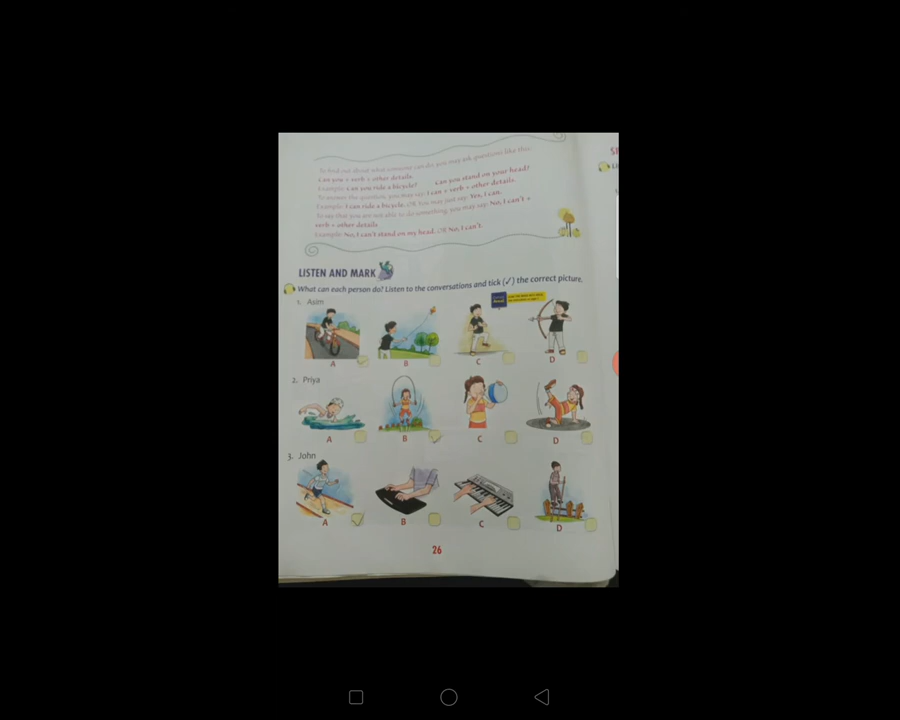 To find out about what someone can do, you may ask questions like this:
Can you + verb + other details.
Example: Can you ride a bicycle? Can you stand on your head?
To answer the question, you may say: I can + verb + other details.
Example: I can ride a bicycle. OR You may just say: Yes, I can.
To say that you are not able to do something, you may say: No, I can't +
verb + other details
Example: No, I can't stand on my head. OR No, I can't.
LISTEN AND MARK
What can each person do? Listen to the conversations and tick (✓) the correct picture.
1. Asim
A B C D
2. Priya
A B C D
3. John
A B C D
26